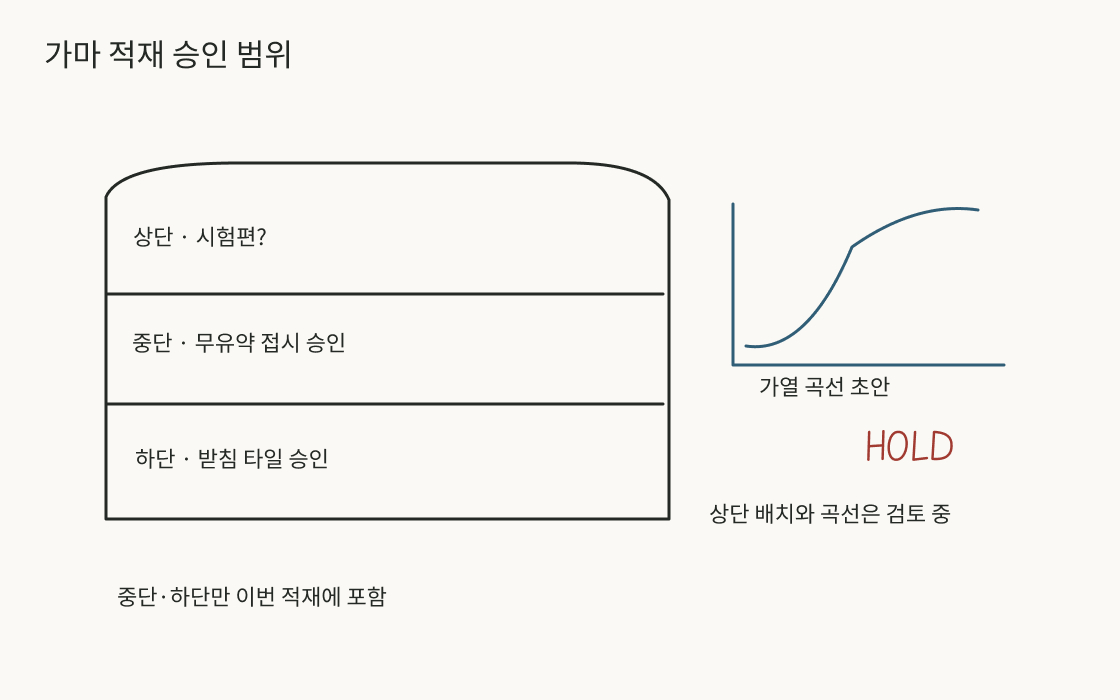 가마 적재 승인 범위
상단 · 시험편?
중단 · 무유약 접시 승인
하단 · 받침 타일 승인
가열 곡선 초안
HOLD
상단 배치와 곡선은 검토 중
중단·하단만 이번 적재에 포함